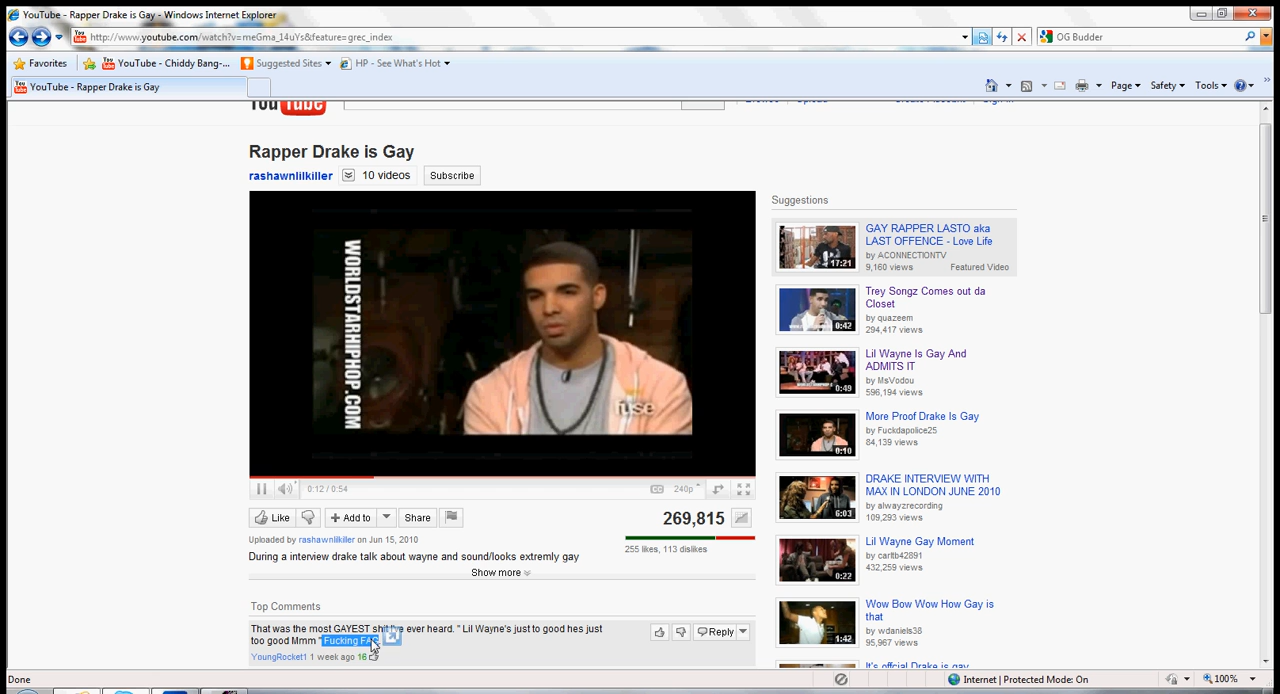 YouTube - Rapper Drake is Gay - Windows Internet Explorer
http://www.youtube.com/watch?v=meGma_14uYs&feature=grec_index
OG Budder
Favorites
YouTube - Chiddy Bang-...
Suggested Sites
HP - See What's Hot
YouTube - Rapper Drake is Gay
Page
Safety
Tools
YouTube
Rapper Drake is Gay
rashawnlilkiller
10 videos
Subscribe
WORLDSTARHIPHOP.COM
fuse
0:12 / 0:54
CC
240p
Like
Add to
Share
269,815
Uploaded by rashawnlilkiller on Jun 15, 2010
255 likes, 113 dislikes
During a interview drake talk about wayne and sound/looks extremly gay
Show more
Top Comments
That was the most GAYEST shit I've ever heard. " Lil Wayne's just to good hes just
too good Mmm " Fucking FAG
YoungRocket1 1 week ago 16
Reply
Suggestions
GAY RAPPER LASTO aka
LAST OFFENCE - Love Life
by ACONNECTIONTV
9,160 views
Featured Video
17:21
Trey Songz Comes out da
Closet
by quazeem
294,417 views
0:42
Lil Wayne Is Gay And
ADMITS IT
by MsVodou
596,194 views
0:49
More Proof Drake Is Gay
by Fuckdapolice25
84,139 views
0:10
DRAKE INTERVIEW WITH
MAX IN LONDON JUNE 2010
by alwayzrecording
109,293 views
6:03
Lil Wayne Gay Moment
by carltb42891
432,259 views
0:22
Wow Bow Wow How Gay is
that
by wdaniels38
95,967 views
1:42
It's offcial Drake is gay
Done
Internet | Protected Mode: On
100%